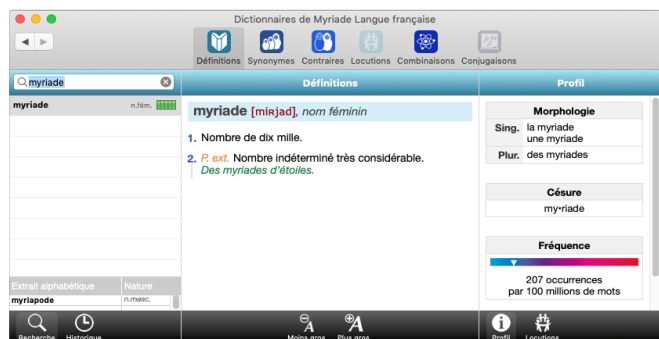 Dictionnaires de Myriade Langue française
Définitions Synonymes Contraires Locutions Combinaisons Conjugaisons
myriade
Définitions
Profil
myriade n.fém.
myriade [miʀjad], nom féminin
1. Nombre de dix mille.
2. P. ext. Nombre indéterminé très considérable.
Des myriades d'étoiles.
Morphologie
Sing. la myriade
une myriade
Plur. des myriades
Césure
my•riade
Fréquence
207 occurrences
par 100 millions de mots
Extrait alphabétique Nature
myriapode n.masc.
Recherche Historique
Moins gros Plus gros
Profil Locutions